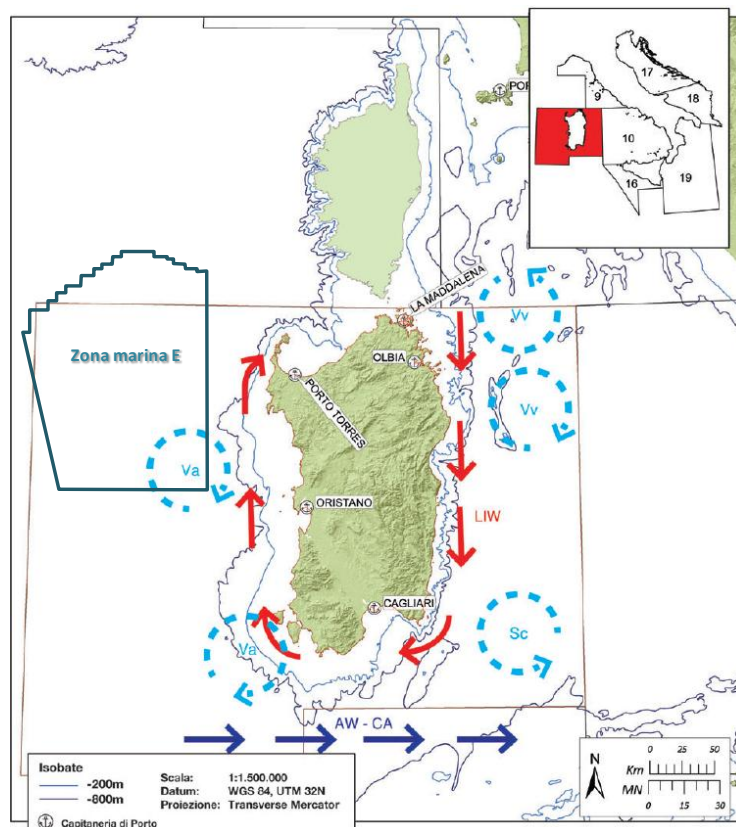 POR
17
9
18
10
16
19
LA MADDALENA
Vv
Zona marina E
OLBIA
PORTO TORRES
Vv
Va
ORISTANO
LIW
CAGLIARI
Va
Sc
AW - CA
Isobate
-200m
-800m
Capitaneria di Porto
Scala: 1:1.500.000
Datum: WGS 84, UTM 32N
Proiezione: Transverse Mercator
N
0 25 50
Km
MN
0 15 30